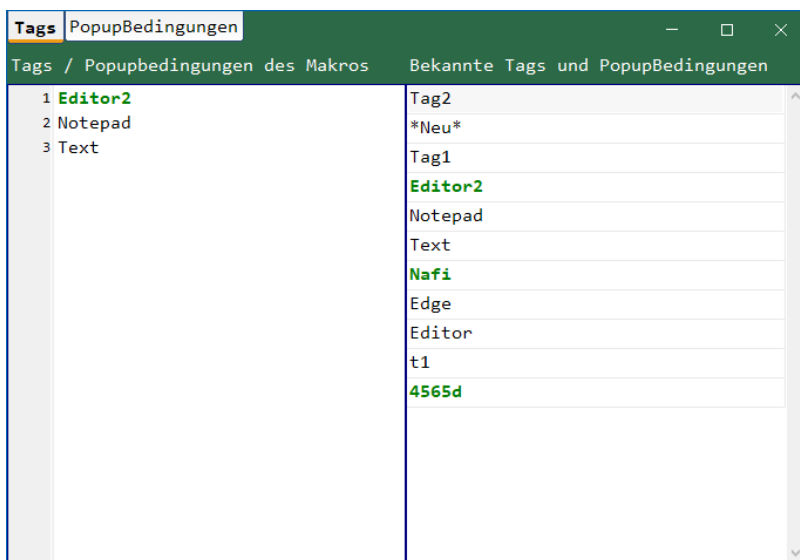 Tags PopupBedingungen
Tags / Popupbedingungen des Makros
Bekannte Tags und PopupBedingungen
1 Editor2
2 Notepad
3 Text
Tag2
*Neu*
Tag1
Editor2
Notepad
Text
Nafi
Edge
Editor
t1
4565d